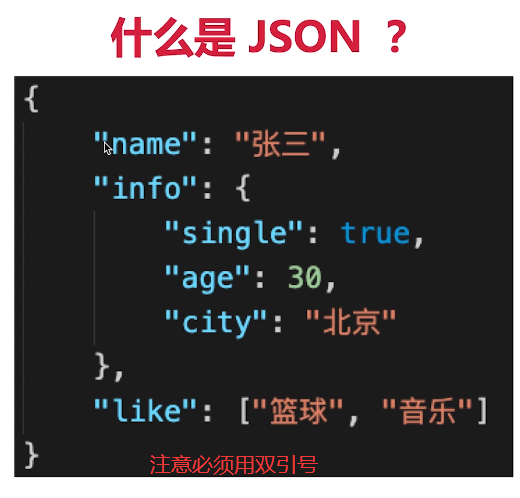 什么是 JSON ？
{
"name": "张三",
"info": {
"single": true,
"age": 30,
"city": "北京"
},
"like": ["篮球", "音乐"]
}
注意必须用双引号